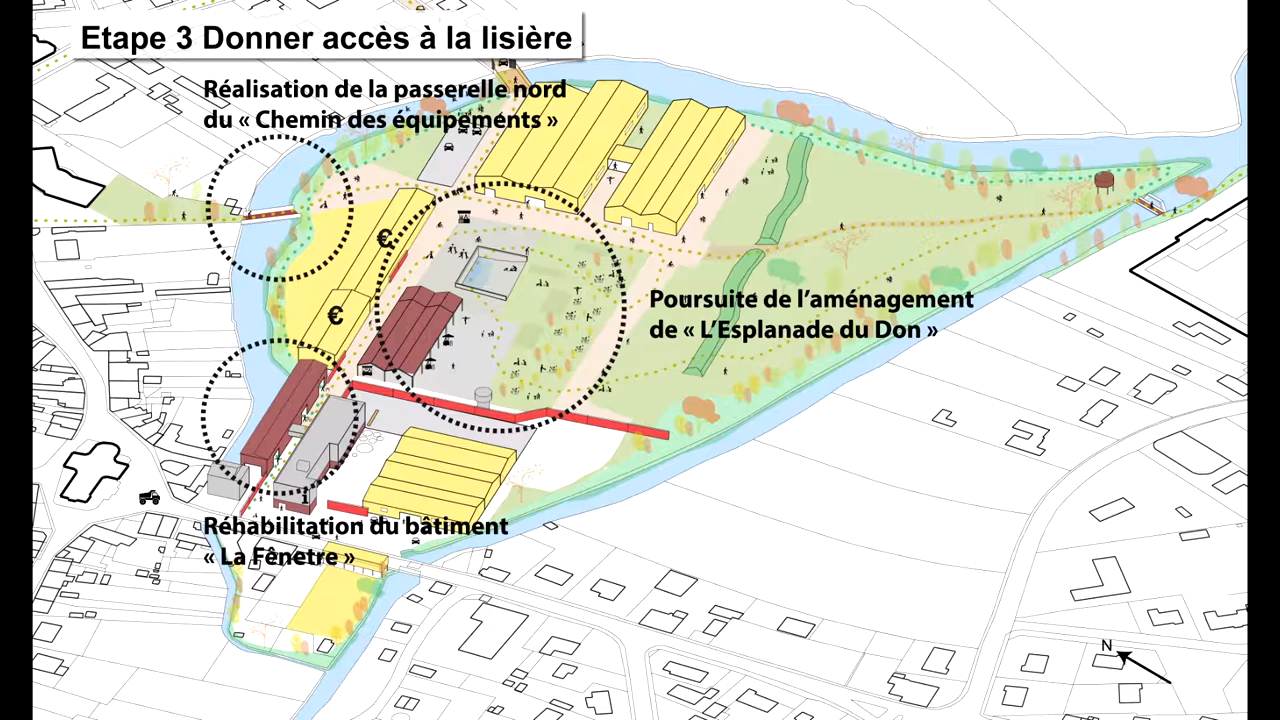 Etape 3 Donner accès à la lisière
Réalisation de la passerelle nord
du « Chemin des équipements »
€
€
Poursuite de l'aménagement
de « L'Esplanade du Don »
i
Réhabilitation du bâtiment
« La Fênetre »
N